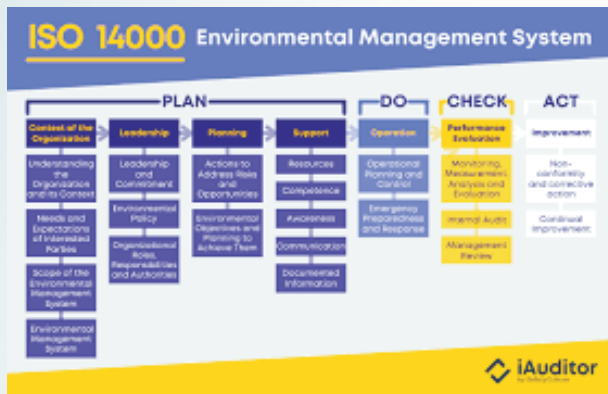 ISO 14000 Environmental Management System
PLAN DO CHECK ACT
Context of the
Organisation
Leadership
Planning
Support
Operation
Performance
Evaluation
Improvement
Understanding
the
Organisation
and its Context
Needs and
Expectations
of Interested
Parties
Scope of the
Environmental
Management
System
Environmental
Management
System
Leadership
and
Commitment
Environmental
Policy
Organizational
Roles,
Responsibilities
and Authorities
Actions to
Address Risks
and
Opportunities
Environmental
Objectives and
Planning to
Achieve Them
Resources
Competence
Awareness
Communication
Documented
Information
Operational
Planning and
Control
Emergency
Preparedness
and Response
Monitoring,
Measurement,
Analysis and
Evaluation
Internal Audit
Management
Review
Non-
conformity
and corrective
action
Continual
Improvement
iAuditor
by SafetyCulture